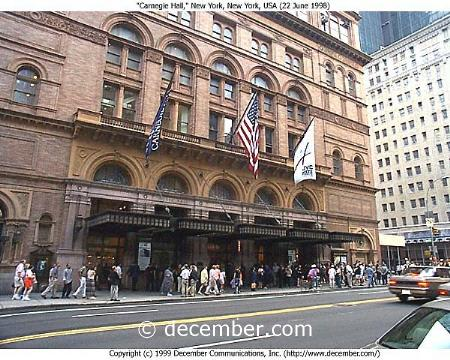 "Carnegie Hall," New York, New York, USA (22 June 1998)
© december.com
Copyright (c) 1999 December Communications, Inc. (http://www.december.com/)